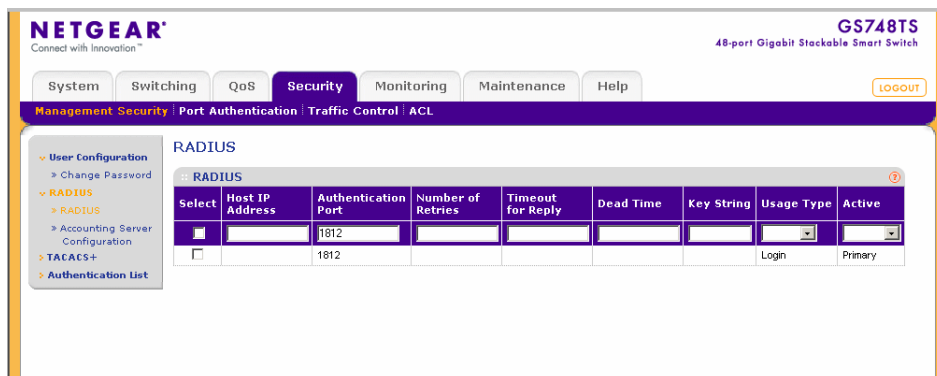 NETGEAR®
Connect with Innovation™
GS748TS
48-port Gigabit Stackable Smart Switch
System Switching QoS Security Monitoring Maintenance Help LOGOUT
Management Security Port Authentication Traffic Control ACL
User Configuration
» Change Password
RADIUS
> RADIUS
» Accounting Server
Configuration
> TACACS+
> Authentication List
RADIUS
:: RADIUS ?
Select Host IP Address Authentication Port Number of Retries Timeout for Reply Dead Time Key String Usage Type Active
1812
1812 Login Primary